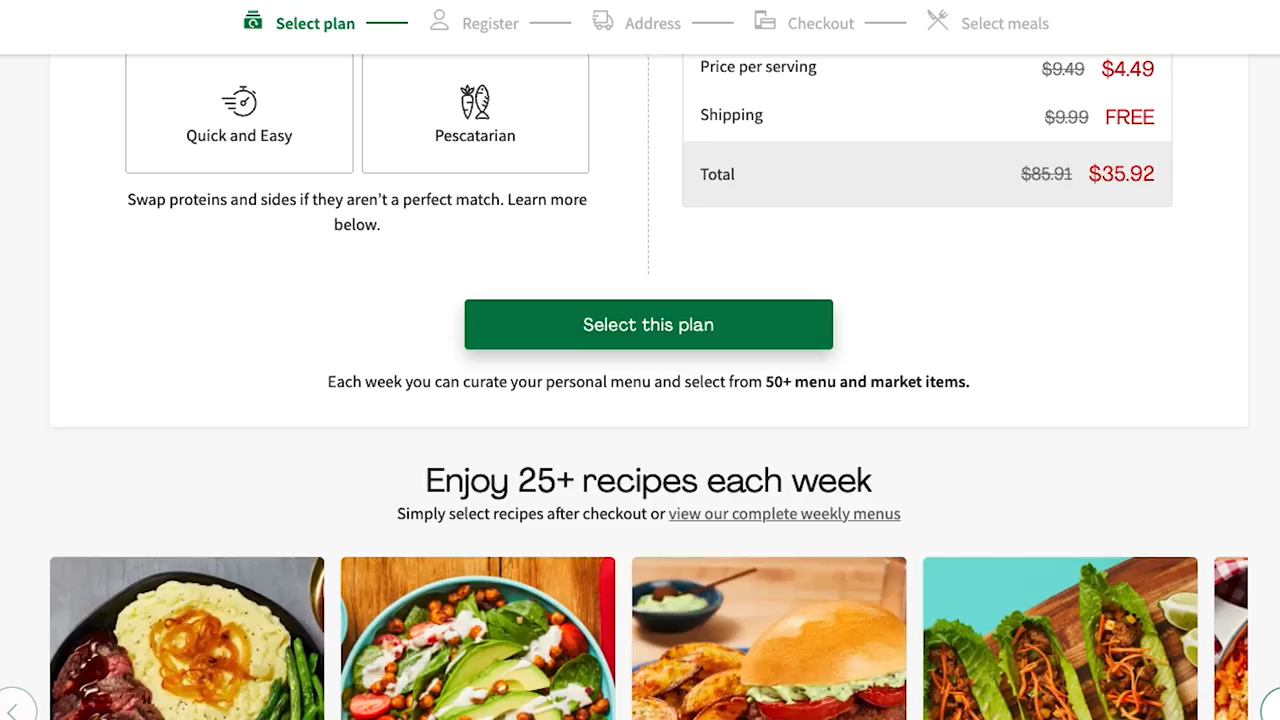 Select plan
Register
Address
Checkout
Select meals
Quick and Easy
Pescatarian
Swap proteins and sides if they aren’t a perfect match. Learn more
below.
Price per serving $9.49 $4.49
Shipping $9.99 FREE
Total $85.91 $35.92
Select this plan
Each week you can curate your personal menu and select from 50+ menu and market items.
Enjoy 25+ recipes each week
Simply select recipes after checkout or view our complete weekly menus